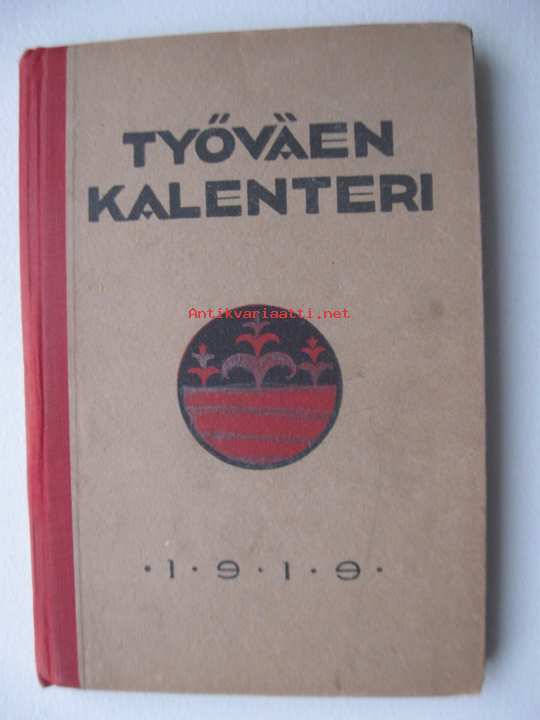 TYÖVÄEN
KALENTERI
Antikvariaatti.net
·1·9·1·9·